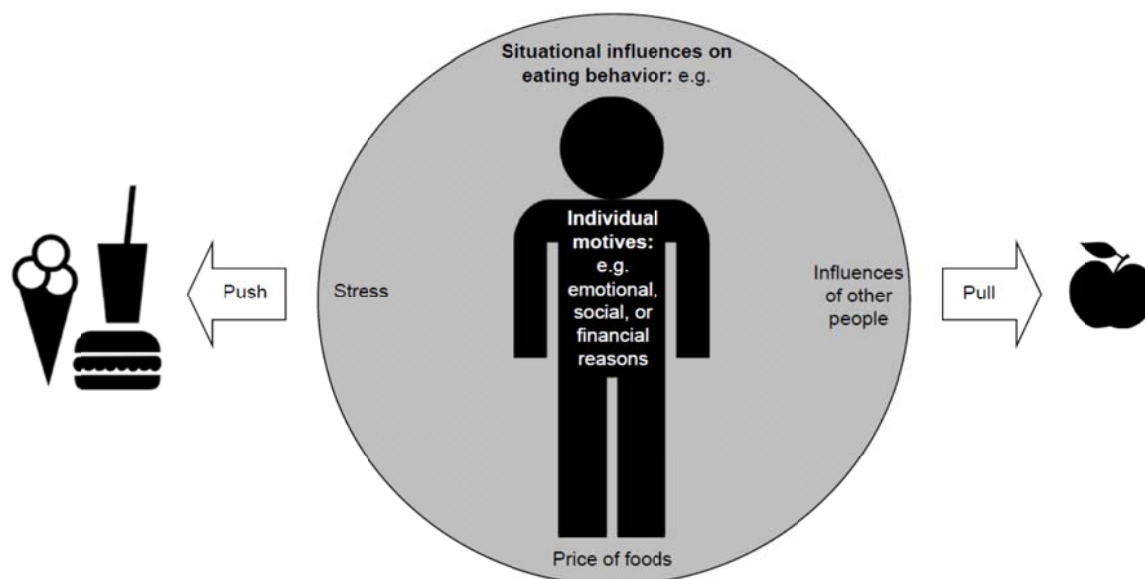 Situational influences on
eating behavior: e.g.
Individual
motives:
e.g.
emotional,
social, or
financial
reasons
Push
Stress
Influences
of other
people
Pull
Price of foods